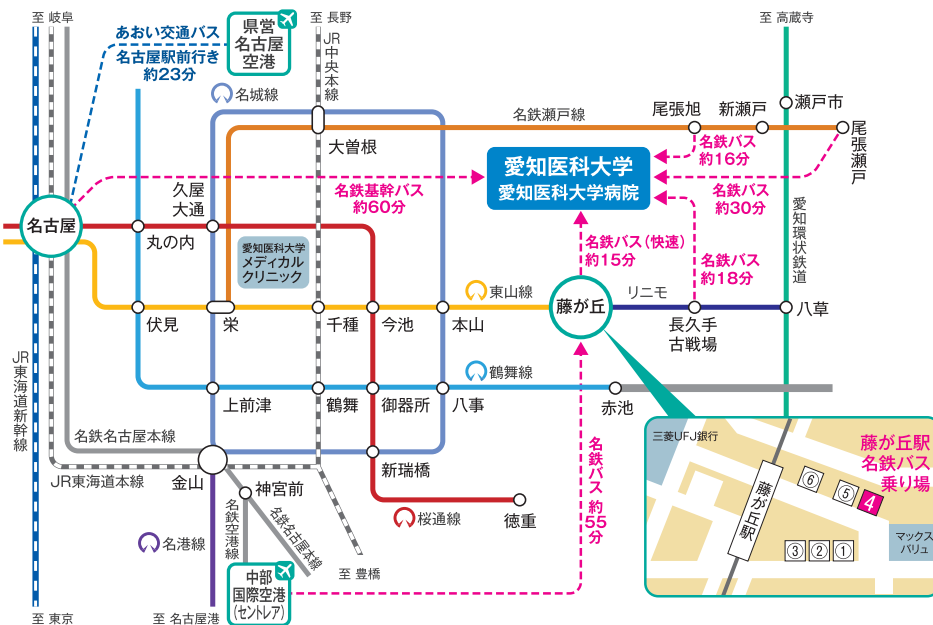 至 岐阜
至 長野
至 高蔵寺
あおい交通バス
名古屋駅前行き
約23分
県営
名古屋
空港
JR中央本線
名城線
名鉄瀬戸線
大曽根
尾張旭
新瀬戸
瀬戸市
尾張瀬戸
名鉄バス
約16分
愛知医科大学
愛知医科大学病院
名鉄基幹バス
約60分
名鉄バス
約30分
名古屋
久屋
大通
丸の内
愛知医科大学
メディカル
クリニック
名鉄バス(快速)
約15分
名鉄バス
約18分
愛知環状鉄道
東山線
藤が丘
リニモ
伏見
栄
千種
今池
本山
長久手
古戦場
八草
JR東海道新幹線
鶴舞線
上前津
鶴舞
御器所
八事
赤池
名鉄名古屋本線
JR東海道本線
金山
新瑞橋
神宮前
名鉄空港線
名鉄名古屋本線
桜通線
徳重
名鉄バス 約55分
名港線
至 豊橋
中部
国際空港
(セントレア)
至 東京
至 名古屋港
三菱UFJ銀行
藤が丘駅
名鉄バス
乗り場
藤が丘駅
⑥
⑤
4
③
②
①
マックス
バリュ